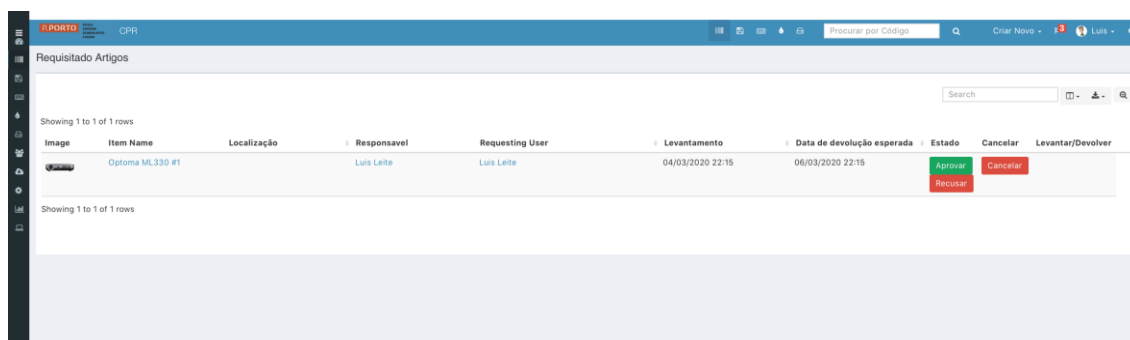 P.PORTO CPR Procurar por Código Criar Novo 3 Luis
Requisitado Artigos
Search
Showing 1 to 1 of 1 rows
Image Item Name Localização Responsavel Requesting User Levantamento Data de devolução esperada Estado Cancelar Levantar/Devolver
Optoma ML330 #1 Luis Leite Luis Leite 04/03/2020 22:15 06/03/2020 22:15 Aprovar Cancelar
Recusar
Showing 1 to 1 of 1 rows